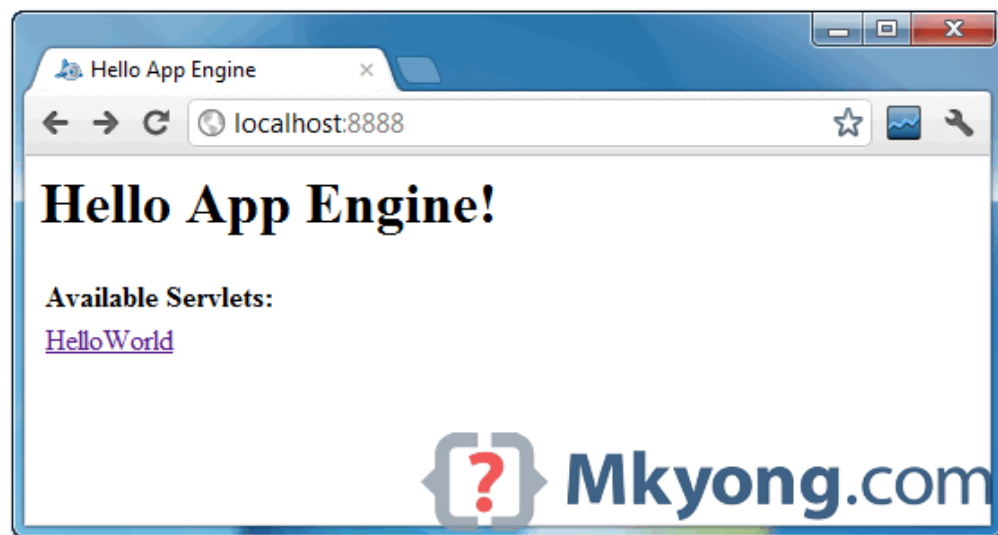 Hello App Engine
localhost:8888
Hello App Engine!
Available Servlets:
HelloWorld
Mkyong.com